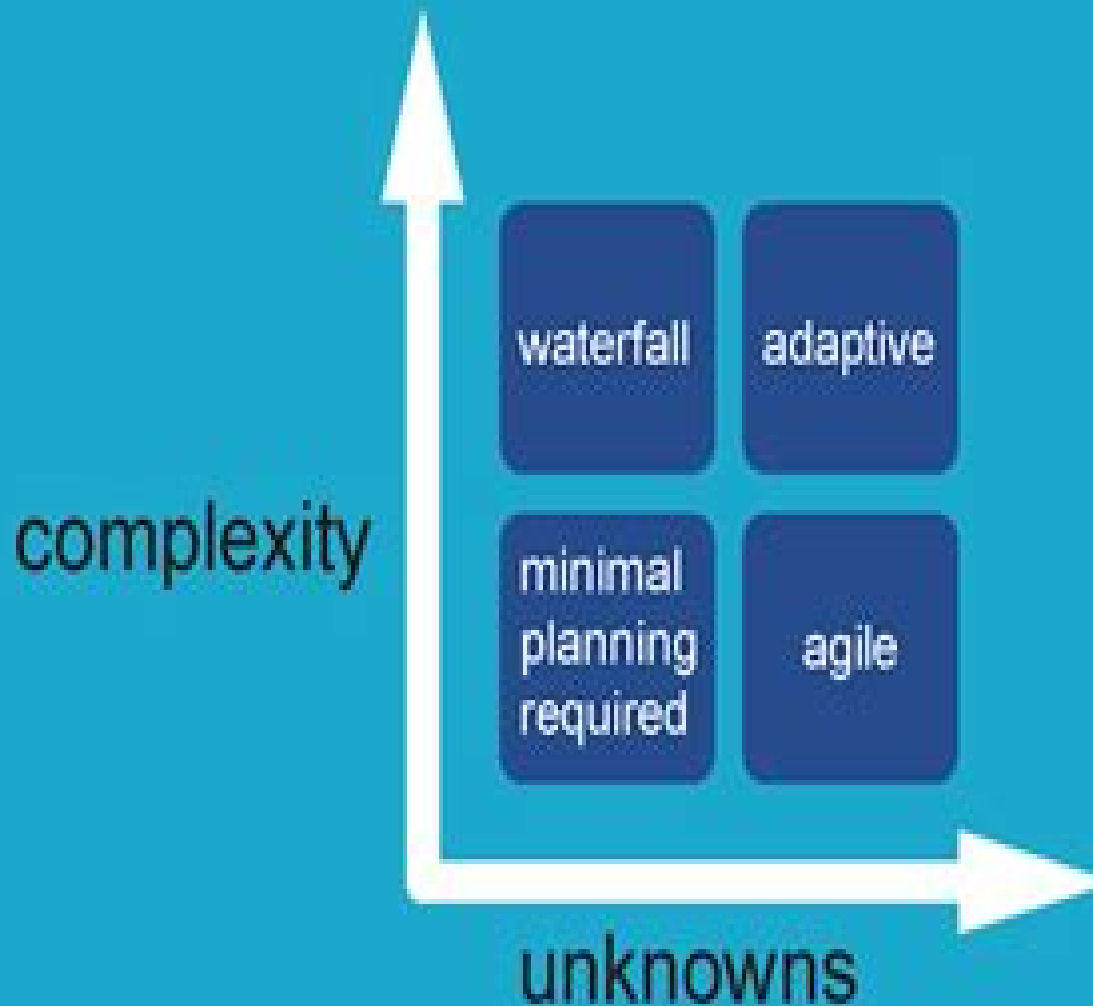 waterfall
adaptive
complexity
minimal
planning
required
agile
unknowns